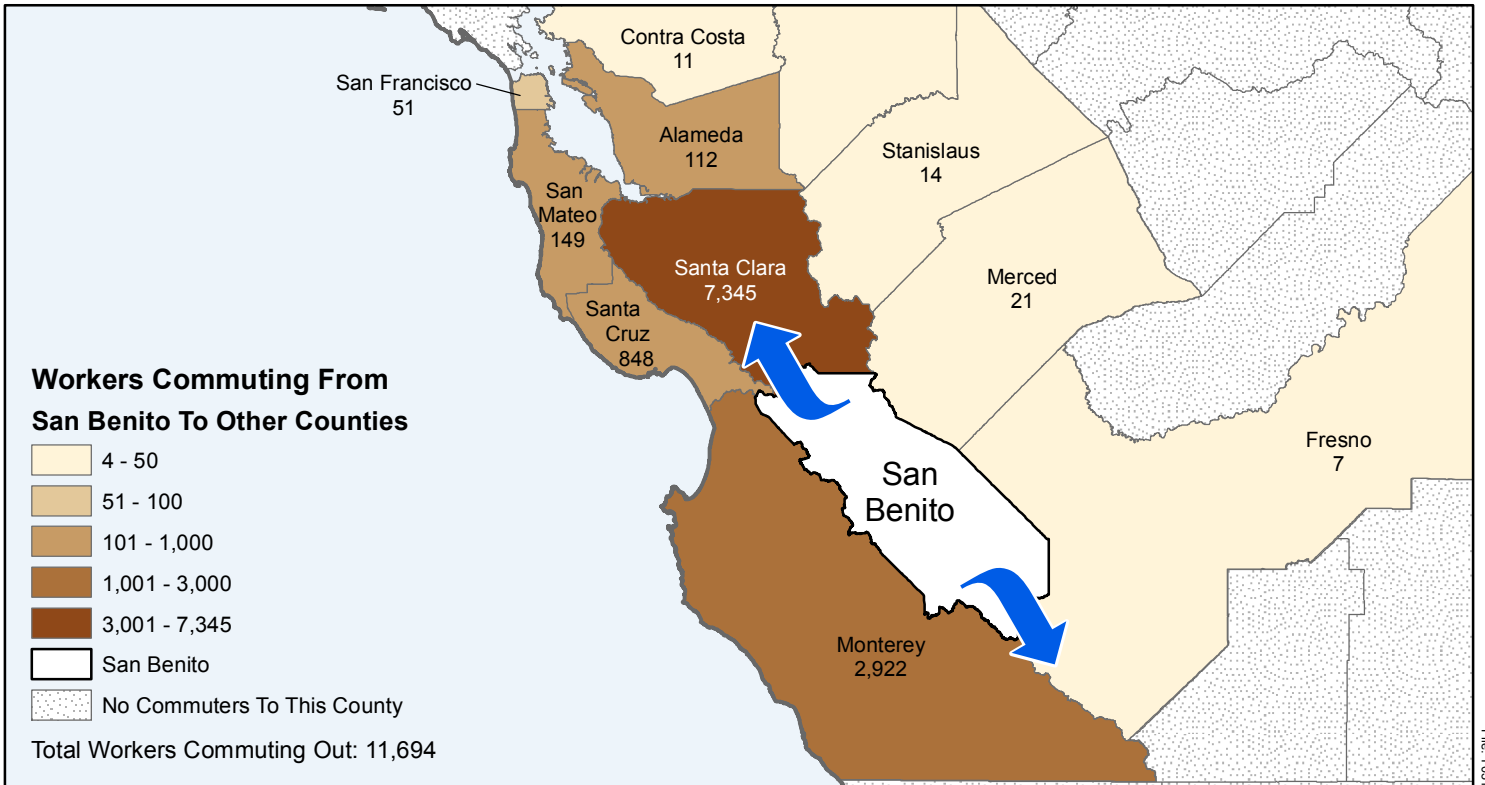 Contra Costa
11
San Francisco
51
Alameda
112
Stanislaus
14
San
Mateo
149
Santa Clara
7,345
Merced
21
Santa
Cruz
848
Fresno
7
San
Benito
Monterey
2,922
Workers Commuting From
San Benito To Other Counties
4 - 50
51 - 100
101 - 1,000
1,001 - 3,000
3,001 - 7,345
San Benito
No Commuters To This County
Total Workers Commuting Out: 11,694